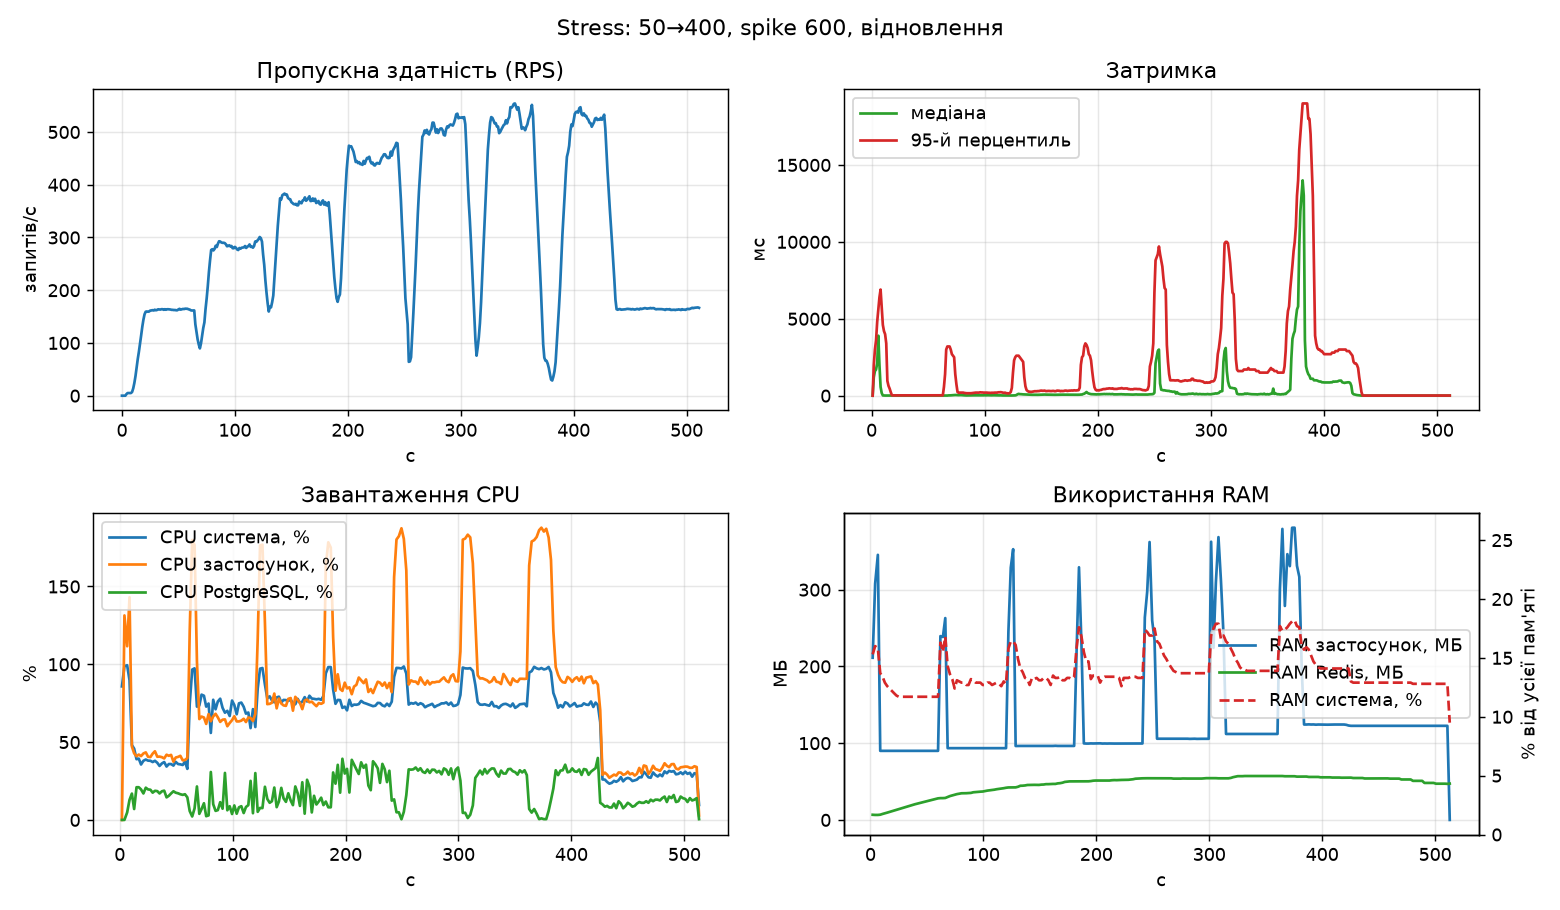 Stress: 50→400, spike 600, відновлення
Пропускна здатність (RPS)
запитів/с
500
400
300
200
100
0
0 100 200 300 400 500
с
Затримка
медіана
95-й перцентиль
мс
15000
10000
5000
0
0 100 200 300 400 500
с
Завантаження CPU
CPU система, %
CPU застосунок, %
CPU PostgreSQL, %
%
150
100
50
0
0 100 200 300 400 500
с
Використання RAM
RAM застосунок, МБ
RAM Redis, МБ
RAM система, %
МБ
300
200
100
0
0 100 200 300 400 500
с
25
20
15
10
5
0
% від усієї пам'яті